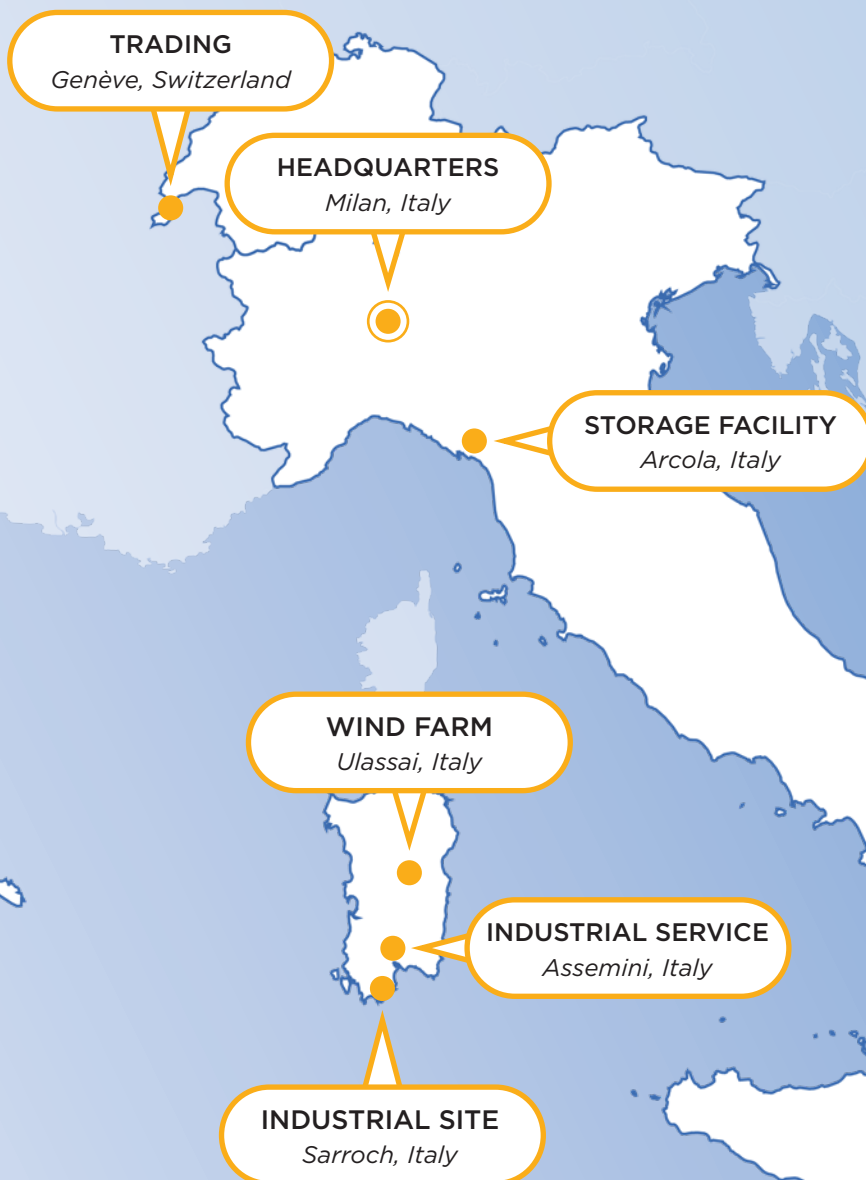 TRADING
Genève, Switzerland
HEADQUARTERS
Milan, Italy
STORAGE FACILITY
Arcola, Italy
WIND FARM
Ulassai, Italy
INDUSTRIAL SERVICE
Assemini, Italy
INDUSTRIAL SITE
Sarroch, Italy